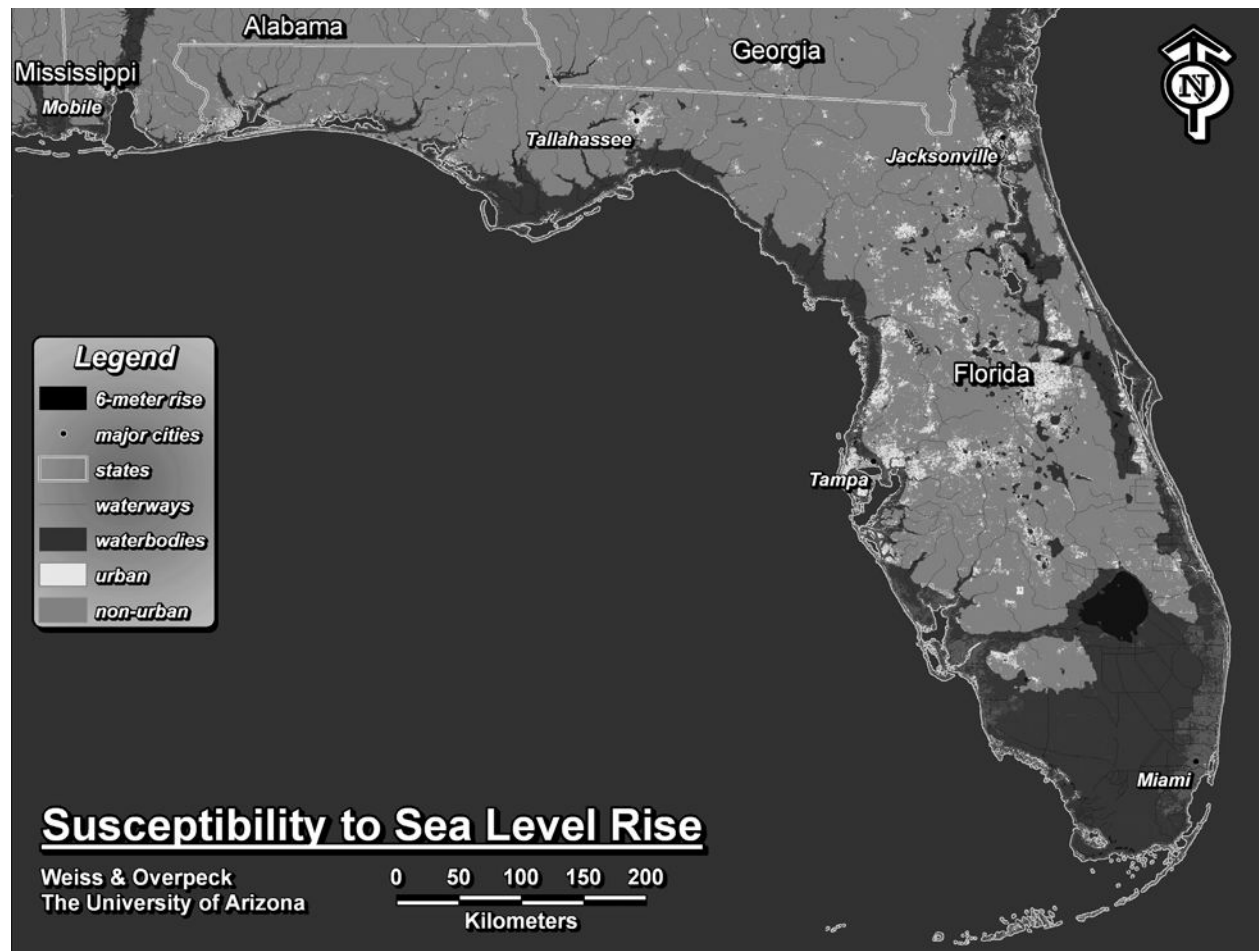 Alabama
Georgia
Mississippi
Mobile
N
Tallahassee
Jacksonville
Legend
6-meter rise
major cities
states
waterways
waterbodies
urban
non-urban
Florida
Tampa
Miami
Susceptibility to Sea Level Rise
Weiss & Overpeck
The University of Arizona
0 50 100 150 200
Kilometers